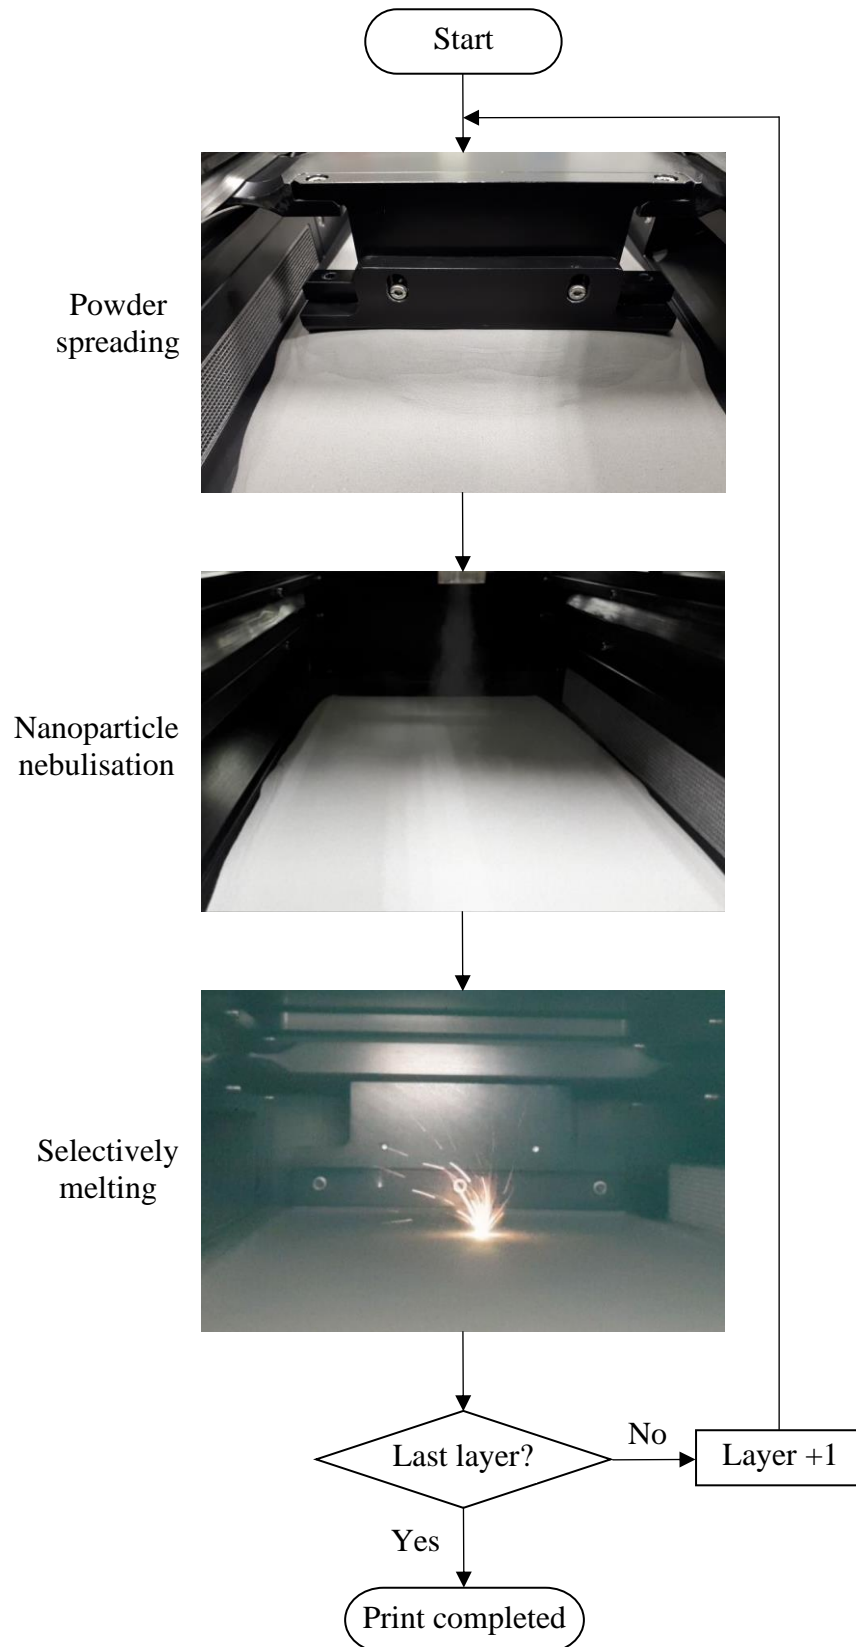 Start
Powder
spreading
Nanoparticle
nebulisation
Selectively
melting
Last layer?
No
Layer +1
Yes
Print completed